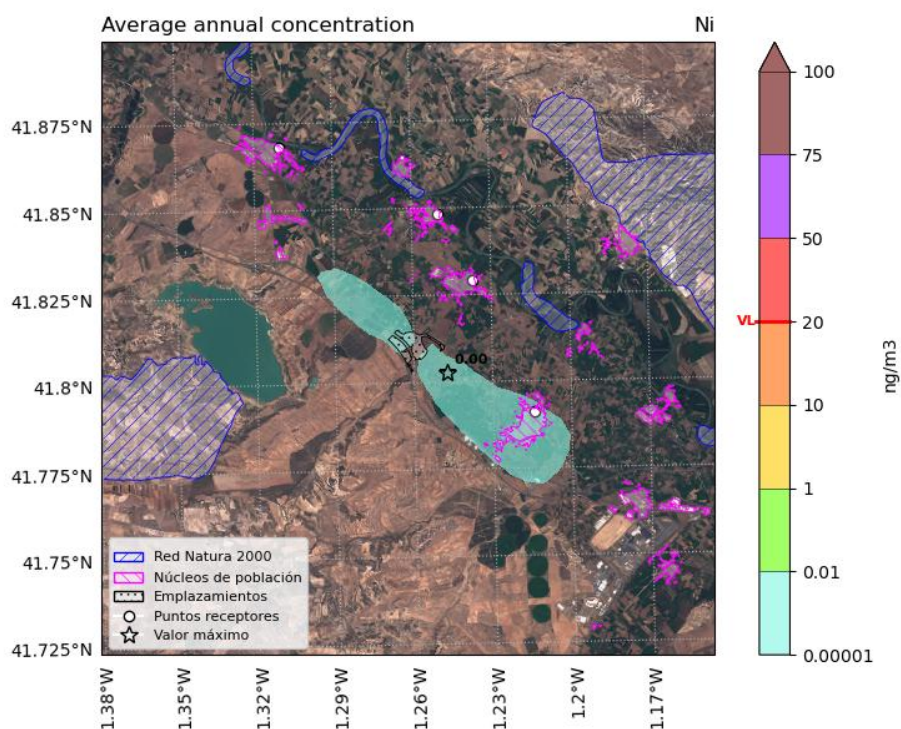 Average annual concentration Ni
41.875°N
41.85°N
41.825°N
41.8°N
41.775°N
41.75°N
41.725°N
0.00
Red Natura 2000
Núcleos de población
Emplazamientos
Puntos receptores
Valor máximo
1.38°W
1.35°W
1.32°W
1.29°W
1.26°W
1.23°W
1.2°W
1.17°W
100
75
50
VL 20
10
1
0.01
0.00001
ng/m3